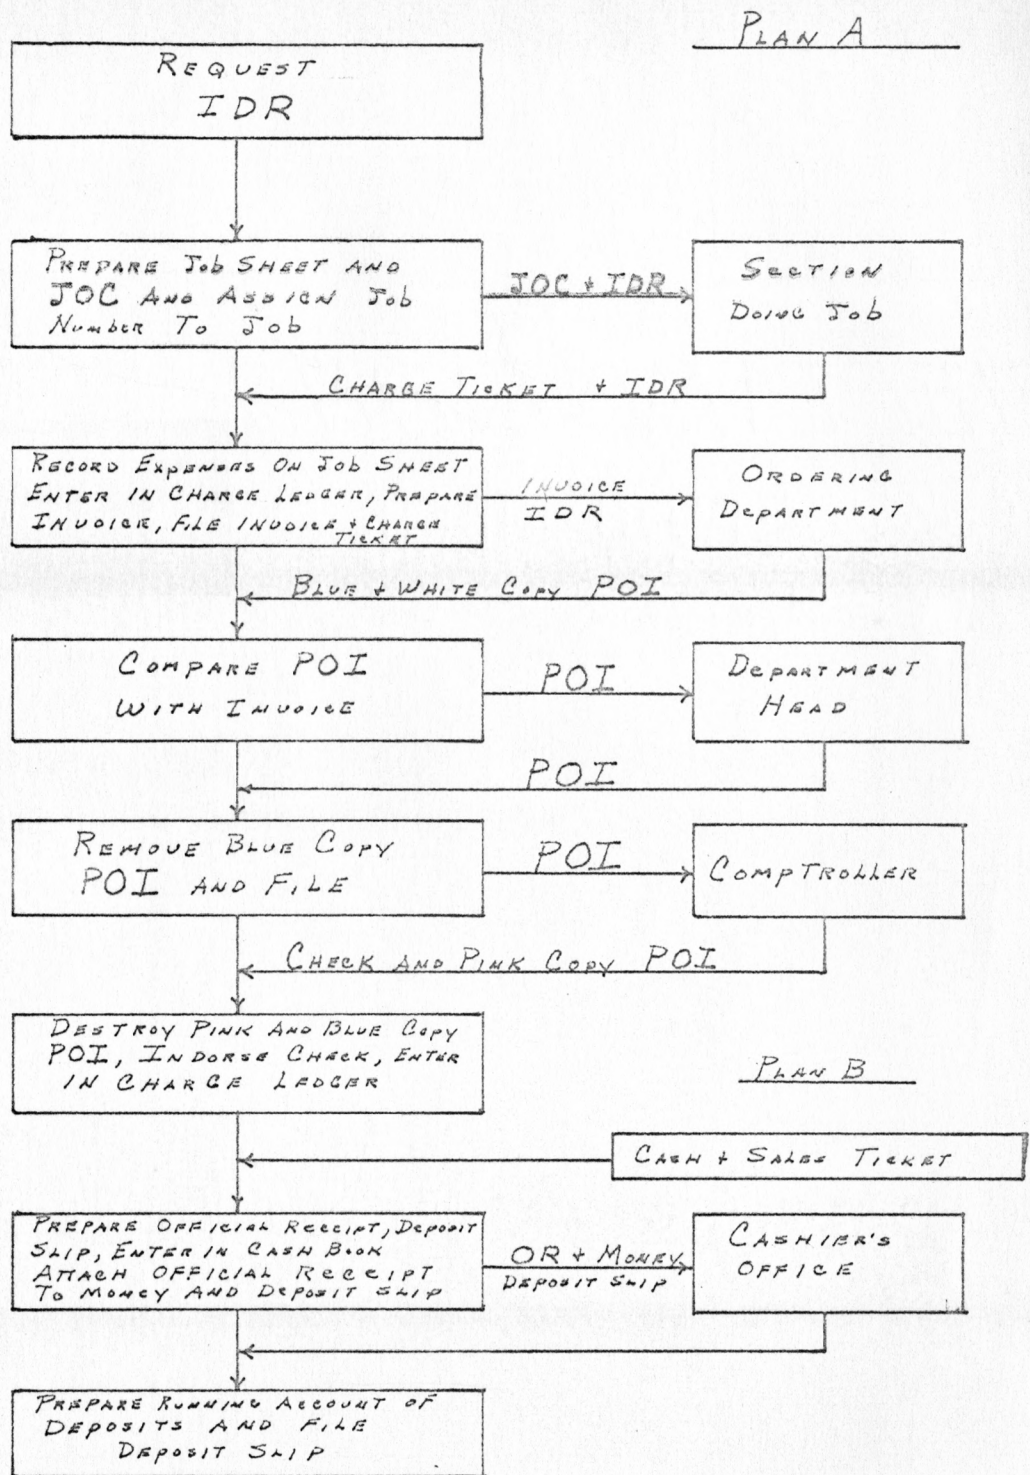 PLAN A
REQUEST
IDR
PREPARE Job SHEET AND
JOC AND ASSIGN Job
Number To Job
JOC + IDR
SECTION
DOING Job
CHARGE TICKET + IDR
RECORD EXPENSES ON Job SHEET
ENTER IN CHARGE LEDGER, PREPARE
INVOICE, FILE INVOICE + CHARGE
TICKET
INVOICE
IDR
ORDERING
DEPARTMENT
BLUE + WHITE Copy POI
COMPARE POI
WITH INVOICE
POI
DEPARTMENT
HEAD
POI
REMOVE BLUE Copy
POI AND FILE
POI
COMPTROLLER
CHECK AND PINK Copy POI
DESTROY PINK AND BLUE Copy
POI, INDORSE CHECK, ENTER
IN CHARGE LEDGER
PLAN B
CASH + SALES TICKET
PREPARE OFFICIAL RECEIPT, DEPOSIT
SLIP, ENTER IN CASH BOOK
ATTACH OFFICIAL RECEIPT
To MONEY AND DEPOSIT SLIP
OR + MONEY
DEPOSIT SLIP
CASHIER'S
OFFICE
PREPARE RUNNING ACCOUNT OF
DEPOSITS AND FILE
DEPOSIT SLIP